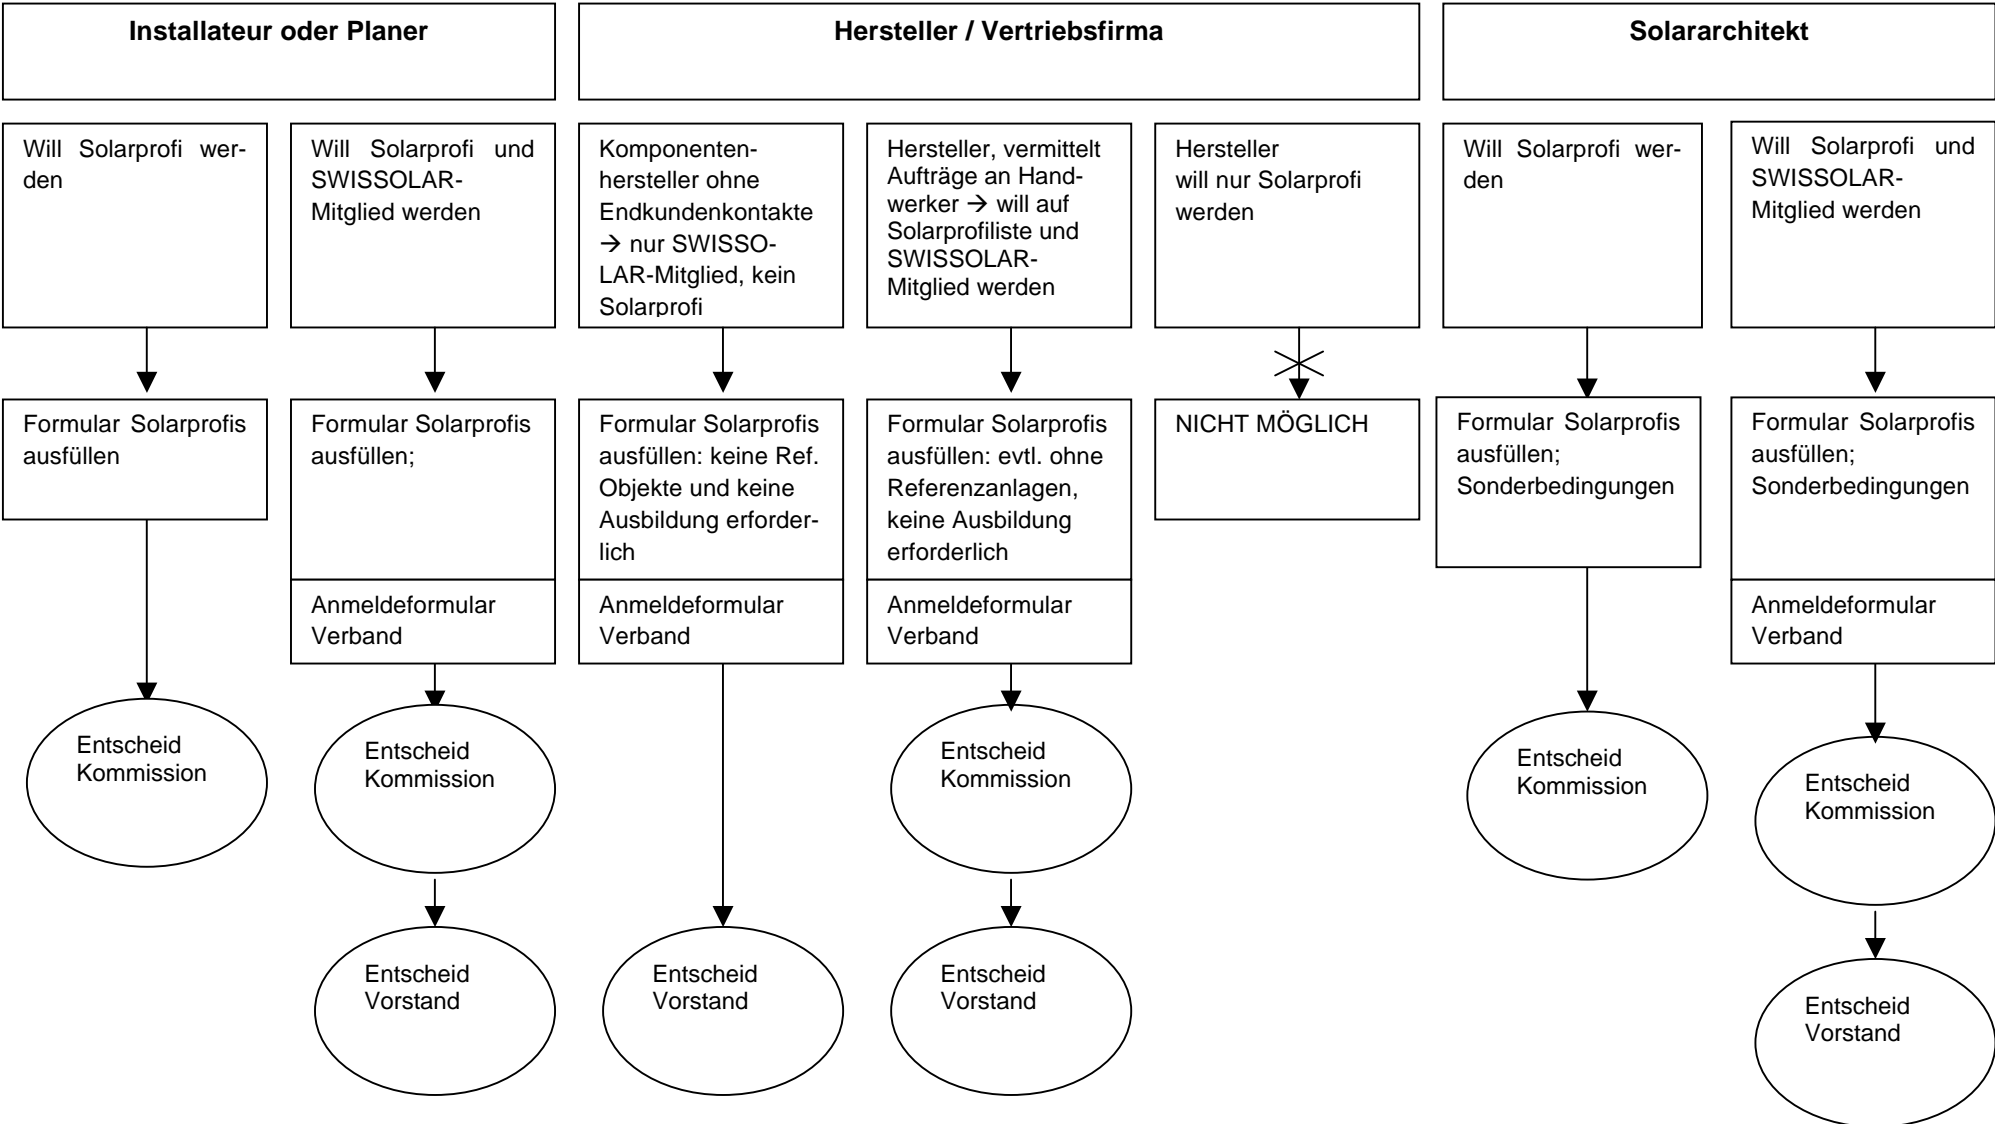 Installateur oder Planer
Hersteller / Vertriebsfirma
Solararchitekt
Will Solarprofi wer-
den
Will Solarprofi und
SWISSOLAR-
Mitglied werden
Komponenten-
hersteller ohne
Endkundenkontakte
→ nur SWISSO-
LAR-Mitglied, kein
Solarprofi
Hersteller, vermittelt
Aufträge an Hand-
werker → will auf
Solarprofiliste und
SWISSOLAR-
Mitglied werden
Hersteller
will nur Solarprofi
werden
Will Solarprofi wer-
den
Will Solarprofi und
SWISSOLAR-
Mitglied werden
Formular Solarprofis
ausfüllen
Formular Solarprofis
ausfüllen;
Anmeldeformular
Verband
Formular Solarprofis
ausfüllen: keine Ref.
Objekte und keine
Ausbildung erforder-
lich
Anmeldeformular
Verband
Formular Solarprofis
ausfüllen: evtl. ohne
Referenzanlagen,
keine Ausbildung
erforderlich
Anmeldeformular
Verband
NICHT MÖGLICH
Formular Solarprofis
ausfüllen;
Sonderbedingungen
Formular Solarprofis
ausfüllen;
Sonderbedingungen
Anmeldeformular
Verband
Entscheid
Kommission
Entscheid
Kommission
Entscheid
Kommission
Entscheid
Kommission
Entscheid
Kommission
Entscheid
Vorstand
Entscheid
Vorstand
Entscheid
Vorstand
Entscheid
Vorstand